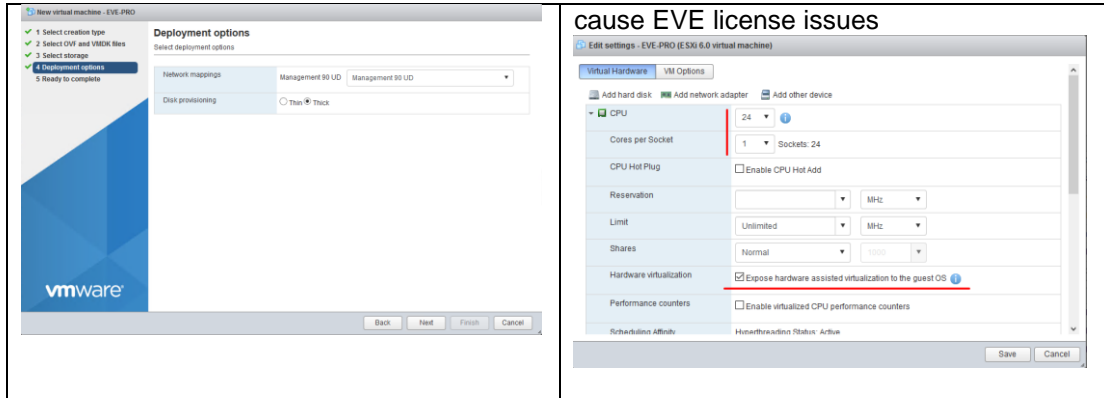 New virtual machine - EVE-PRO
1 Select creation type
2 Select OVF and VMDK files
3 Select storage
4 Deployment options
5 Ready to complete
Deployment options
Select deployment options
Network mappings
Management 90 UD Management 90 UD
Disk provisioning
Thin Thick
vmware
Back Next Finish Cancel
cause EVE license issues
Edit settings - EVE-PRO (ESXi 6.0 virtual machine)
Virtual Hardware VM Options
Add hard disk Add network adapter Add other device
CPU 24
Cores per Socket 1 Sockets: 24
CPU Hot Plug Enable CPU Hot Add
Reservation MHz
Limit Unlimited MHz
Shares Normal 1000
Hardware virtualization Expose hardware assisted virtualization to the guest OS
Performance counters Enable virtualized CPU performance counters
Scheduling Affinity Hyperthreading Status: Active
Save Cancel